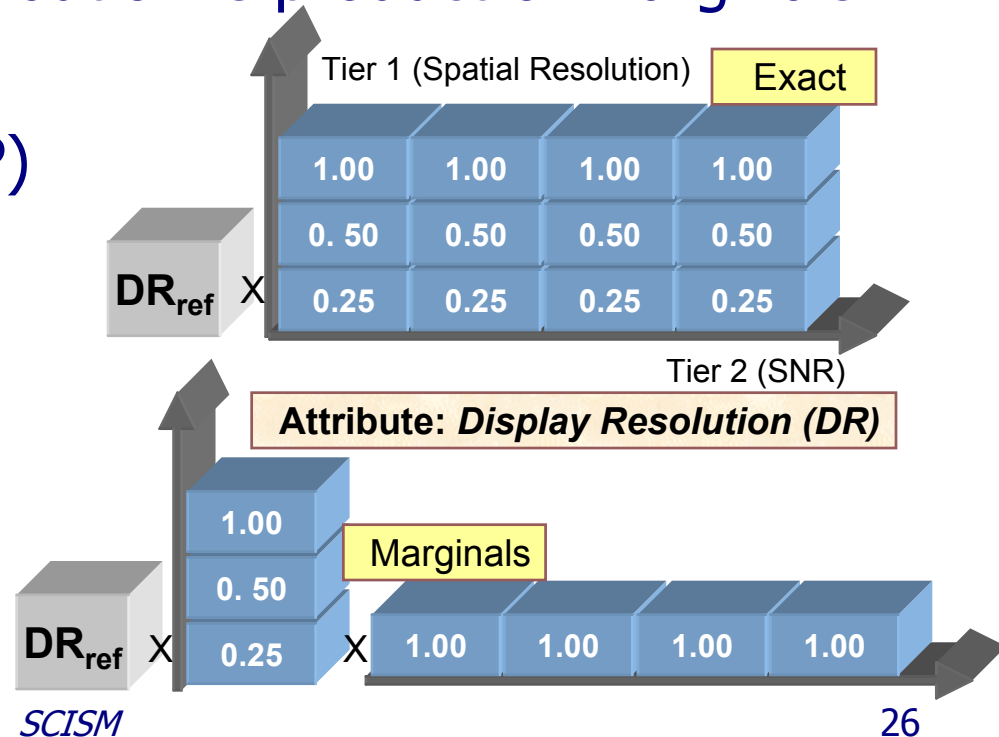 Tier 1 (Spatial Resolution)
Exact
1.00 1.00 1.00 1.00
0. 50 0.50 0.50 0.50
DRref X 0.25 0.25 0.25 0.25
Tier 2 (SNR)
Attribute: Display Resolution (DR)
1.00
Marginals
0. 50
DRref X 0.25 X 1.00 1.00 1.00 1.00
SCISM 26